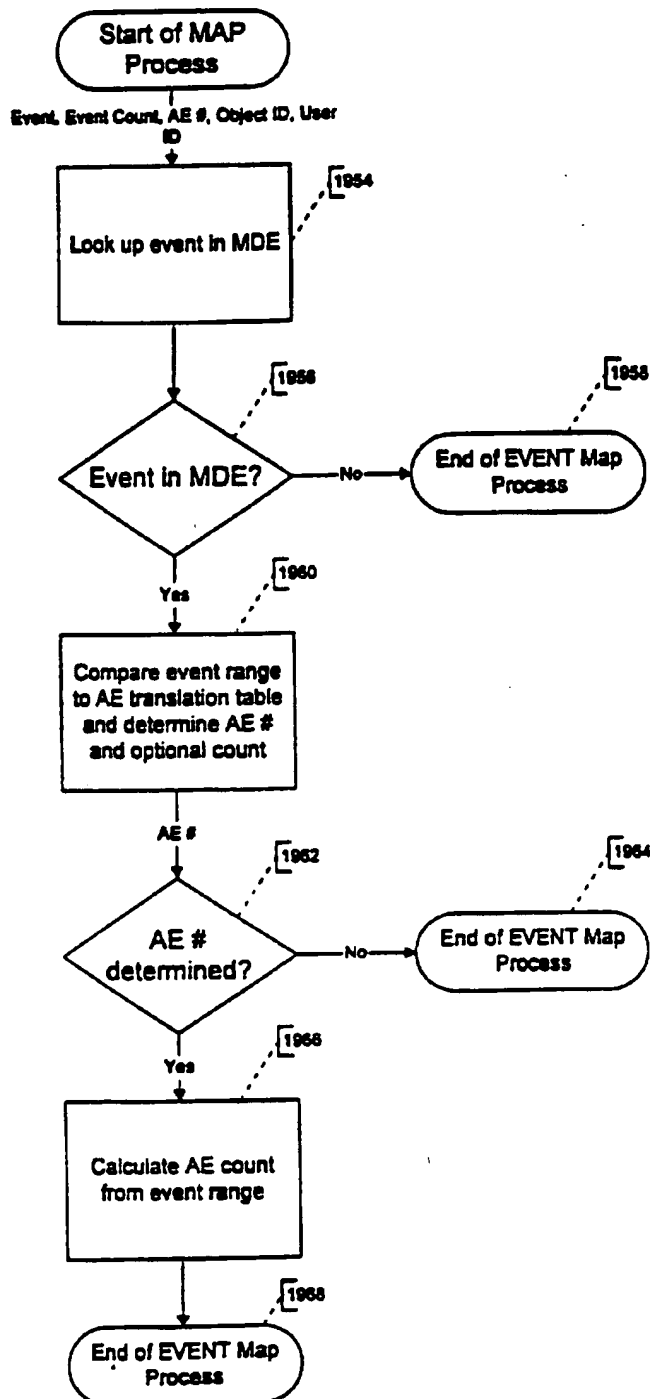 Start of MAP
Process
Event, Event Count, AE #, Object ID, User
ID
1954
Look up event in MDE
1956
1958
Event in MDE?
No
End of EVENT Map
Process
Yes
1960
Compare event range
to AE translation table
and determine AE #
and optional count
AE #
1962
1964
AE #
determined?
No
End of EVENT Map
Process
Yes
1966
Calculate AE count
from event range
1968
End of EVENT Map
Process